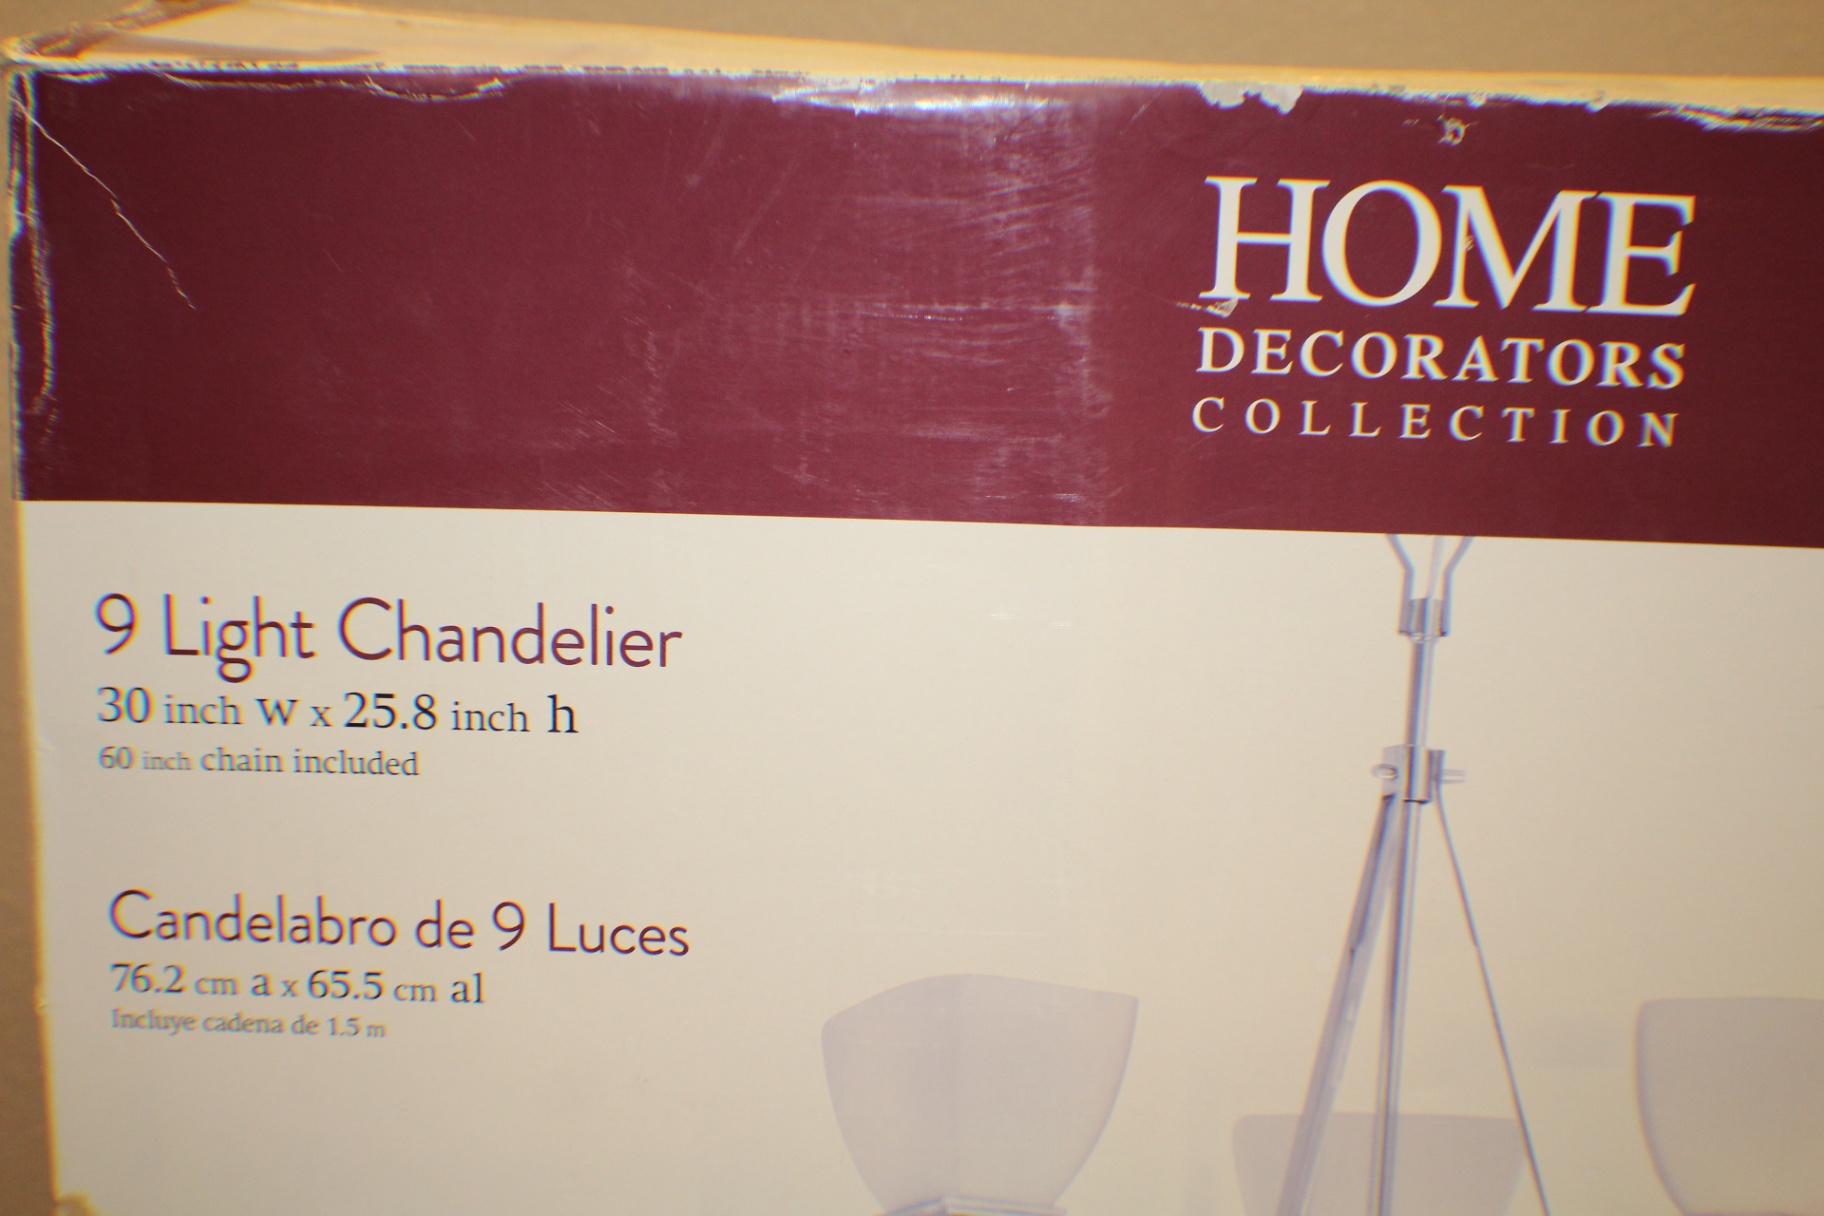 HOME
DECORATORS
COLLECTION
9 Light Chandelier
30 inch w x 25.8 inch h
60 inch chain included
Candelabro de 9 Luces
76.2 cm a x 65.5 cm al
Incluye cadena de 1.5 m